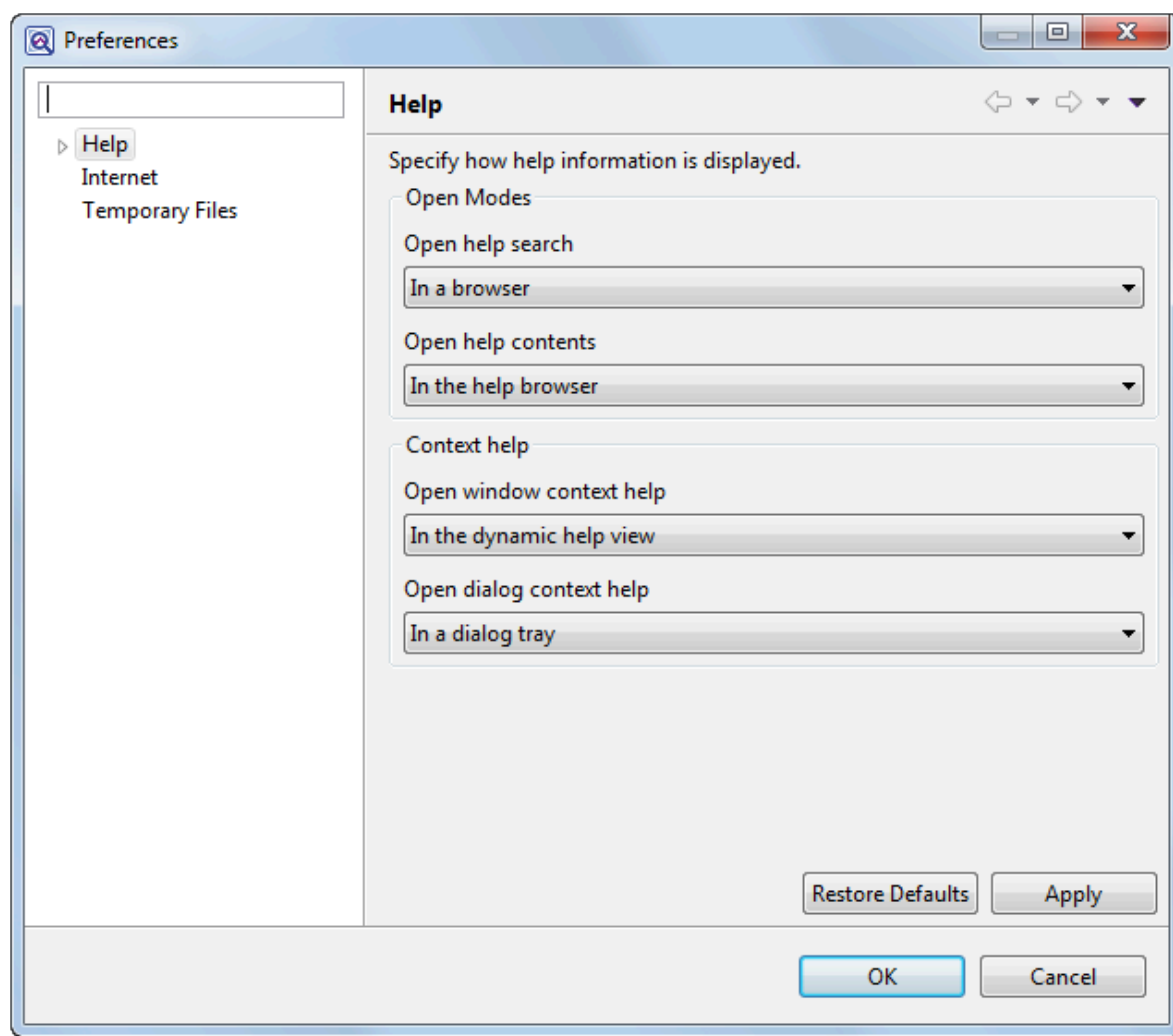 Preferences
Help
Internet
Temporary Files
Help
Specify how help information is displayed.
Open Modes
Open help search
In a browser
Open help contents
In the help browser
Context help
Open window context help
In the dynamic help view
Open dialog context help
In a dialog tray
Restore Defaults
Apply
OK
Cancel